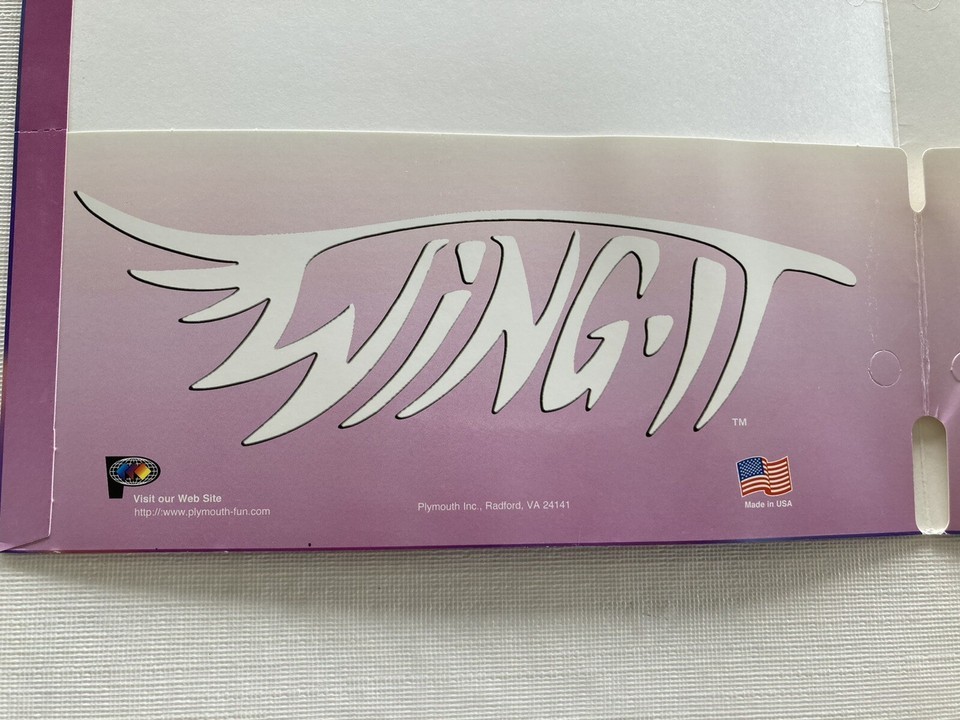 WING-IT
TM
Visit our Web Site
http://:www.plymouth-fun.com
Plymouth Inc., Radford, VA 24141
Made in USA